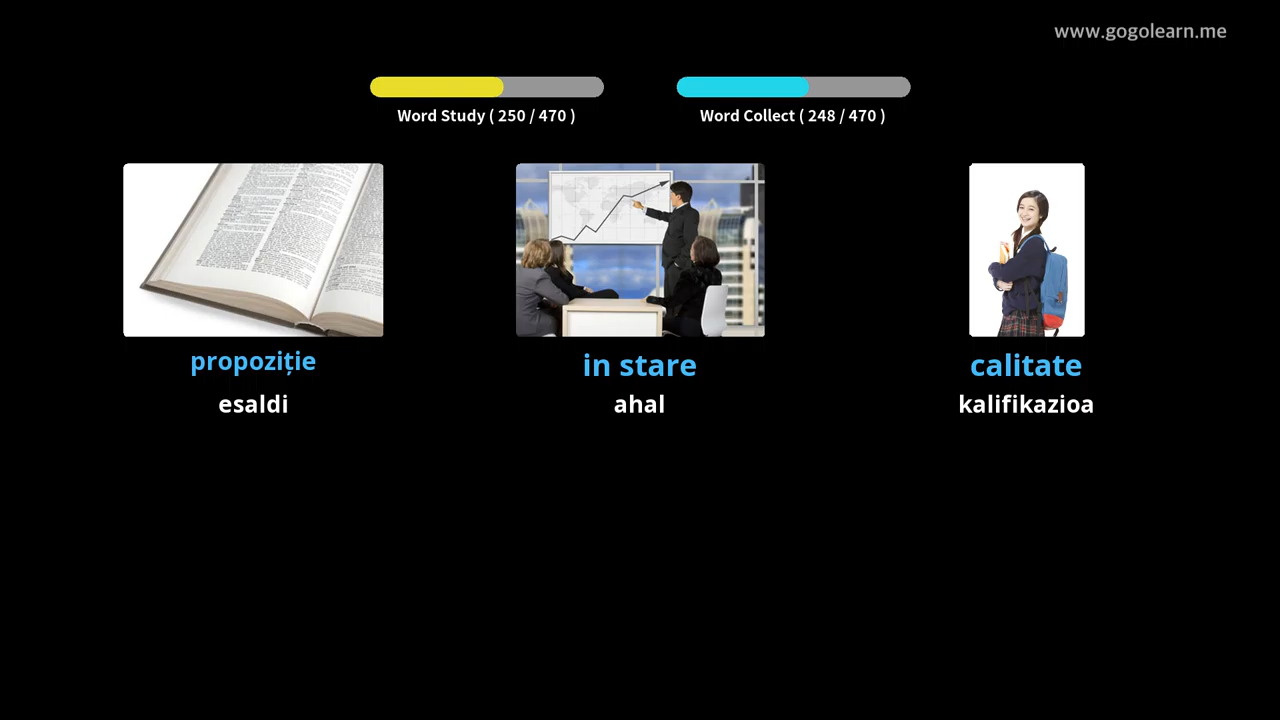 www.gogolearn.me
Word Study ( 250 / 470 )
Word Collect ( 248 / 470 )
propoziție
esaldi
in stare
ahal
calitate
kalifikazioa